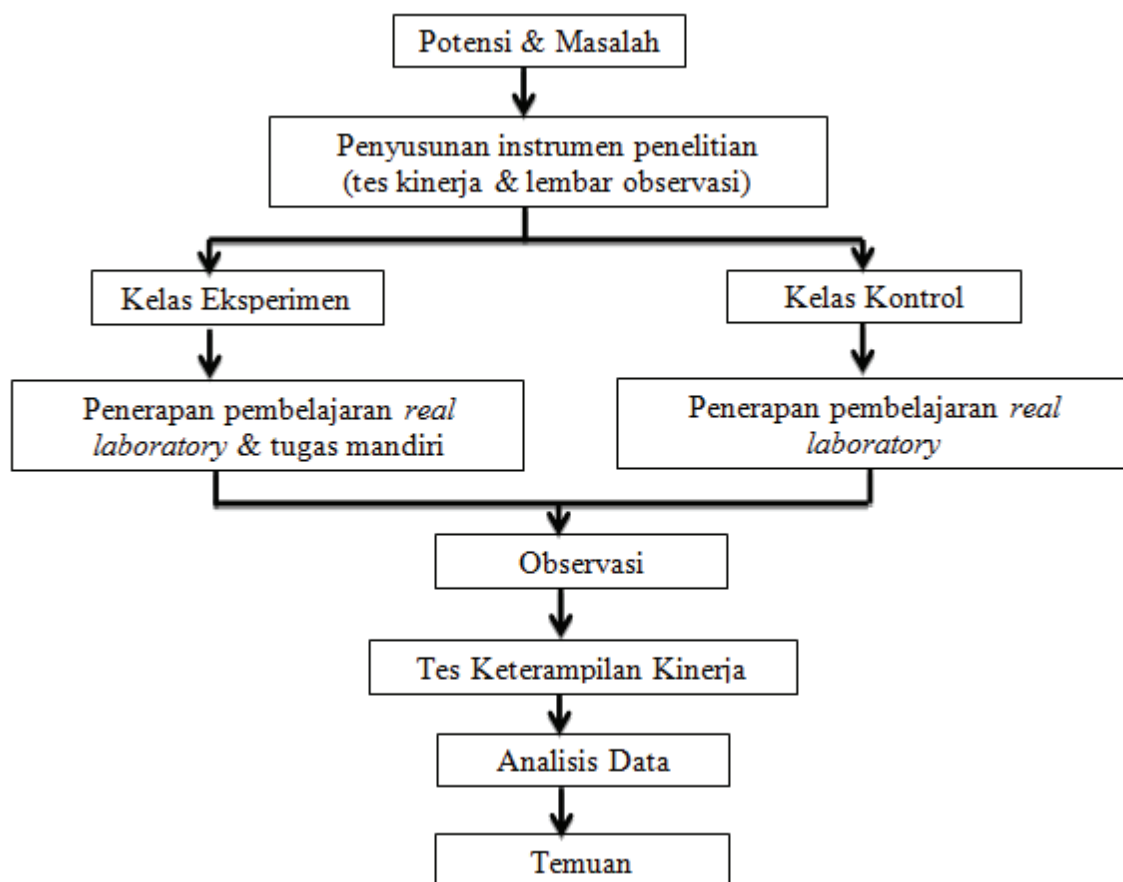 Potensi & Masalah
Penyusunan instrumen penelitian
(tes kinerja & lembar observasi)
Kelas Eksperimen
Kelas Kontrol
Penerapan pembelajaran real
laboratory & tugas mandiri
Penerapan pembelajaran real
laboratory
Observasi
Tes Keterampilan Kinerja
Analisis Data
Temuan